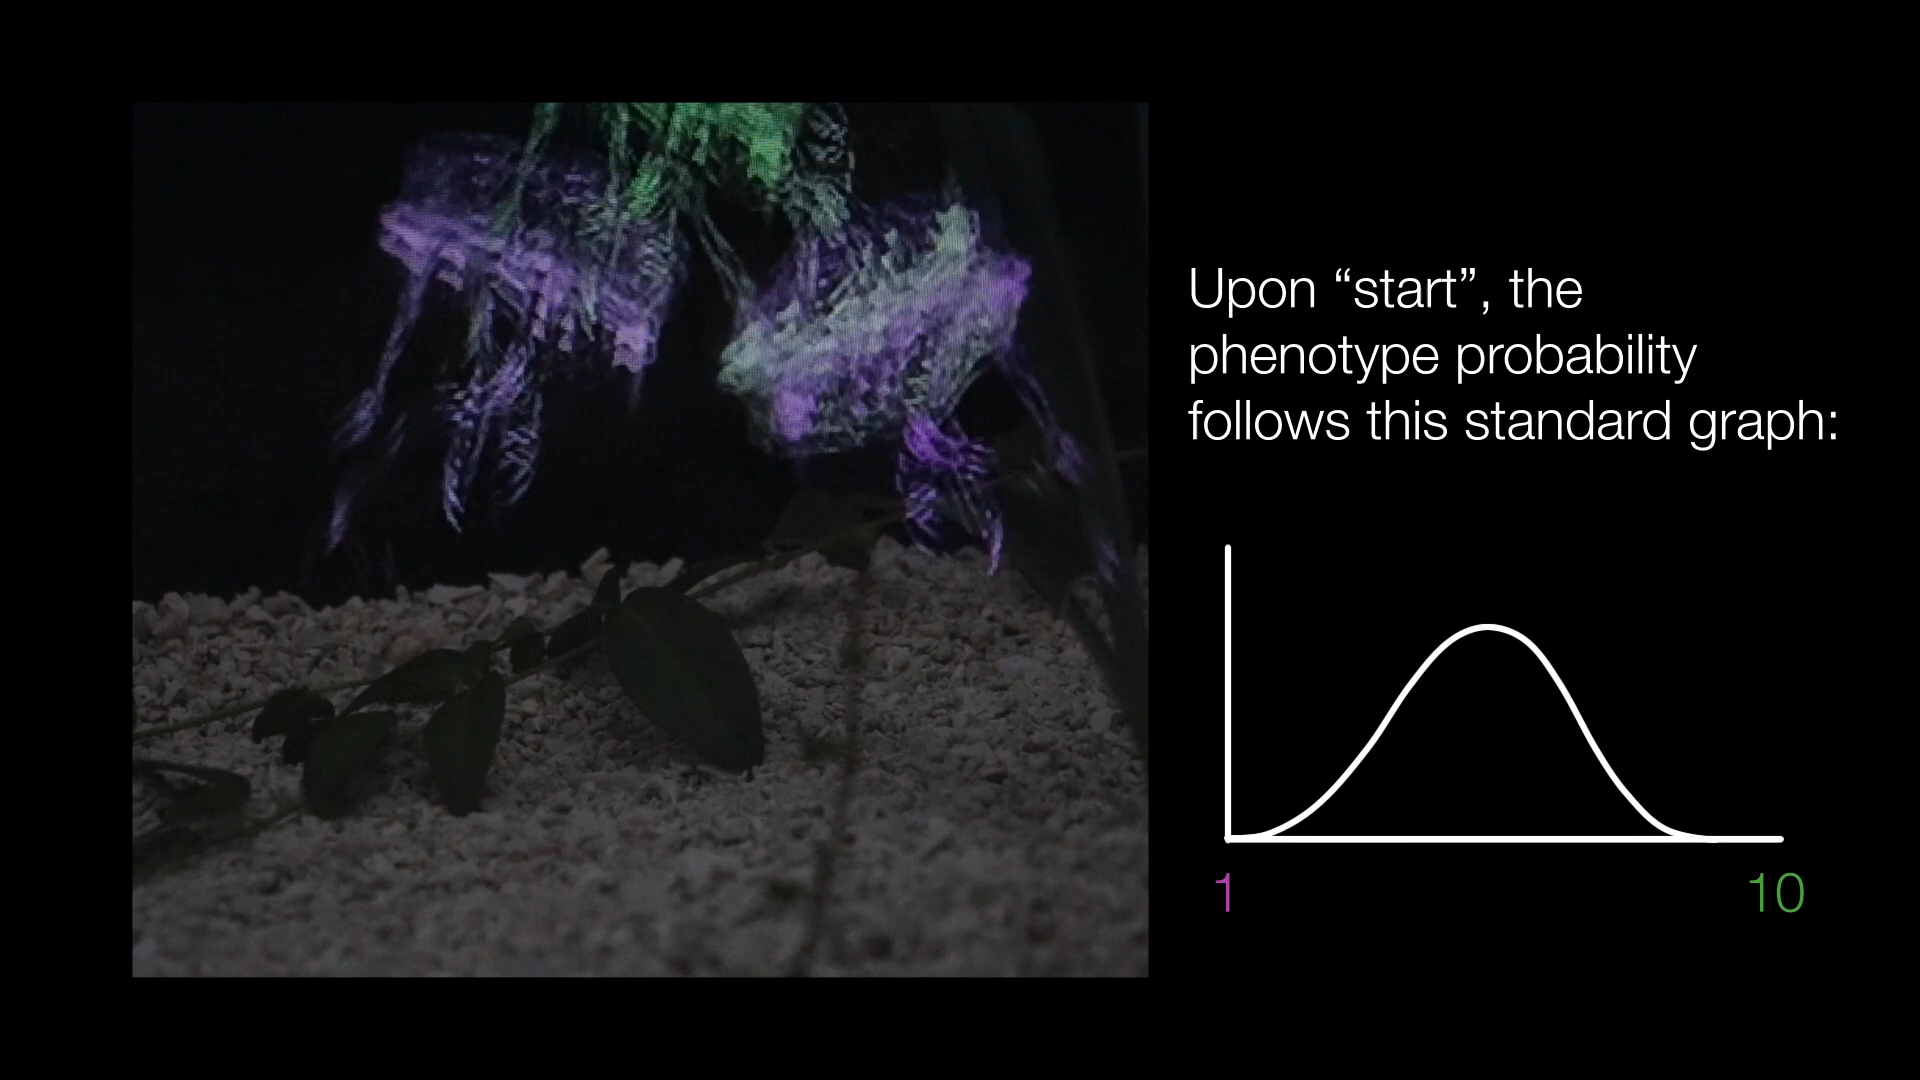 Upon “start”, the
phenotype probability
follows this standard graph:
1
10